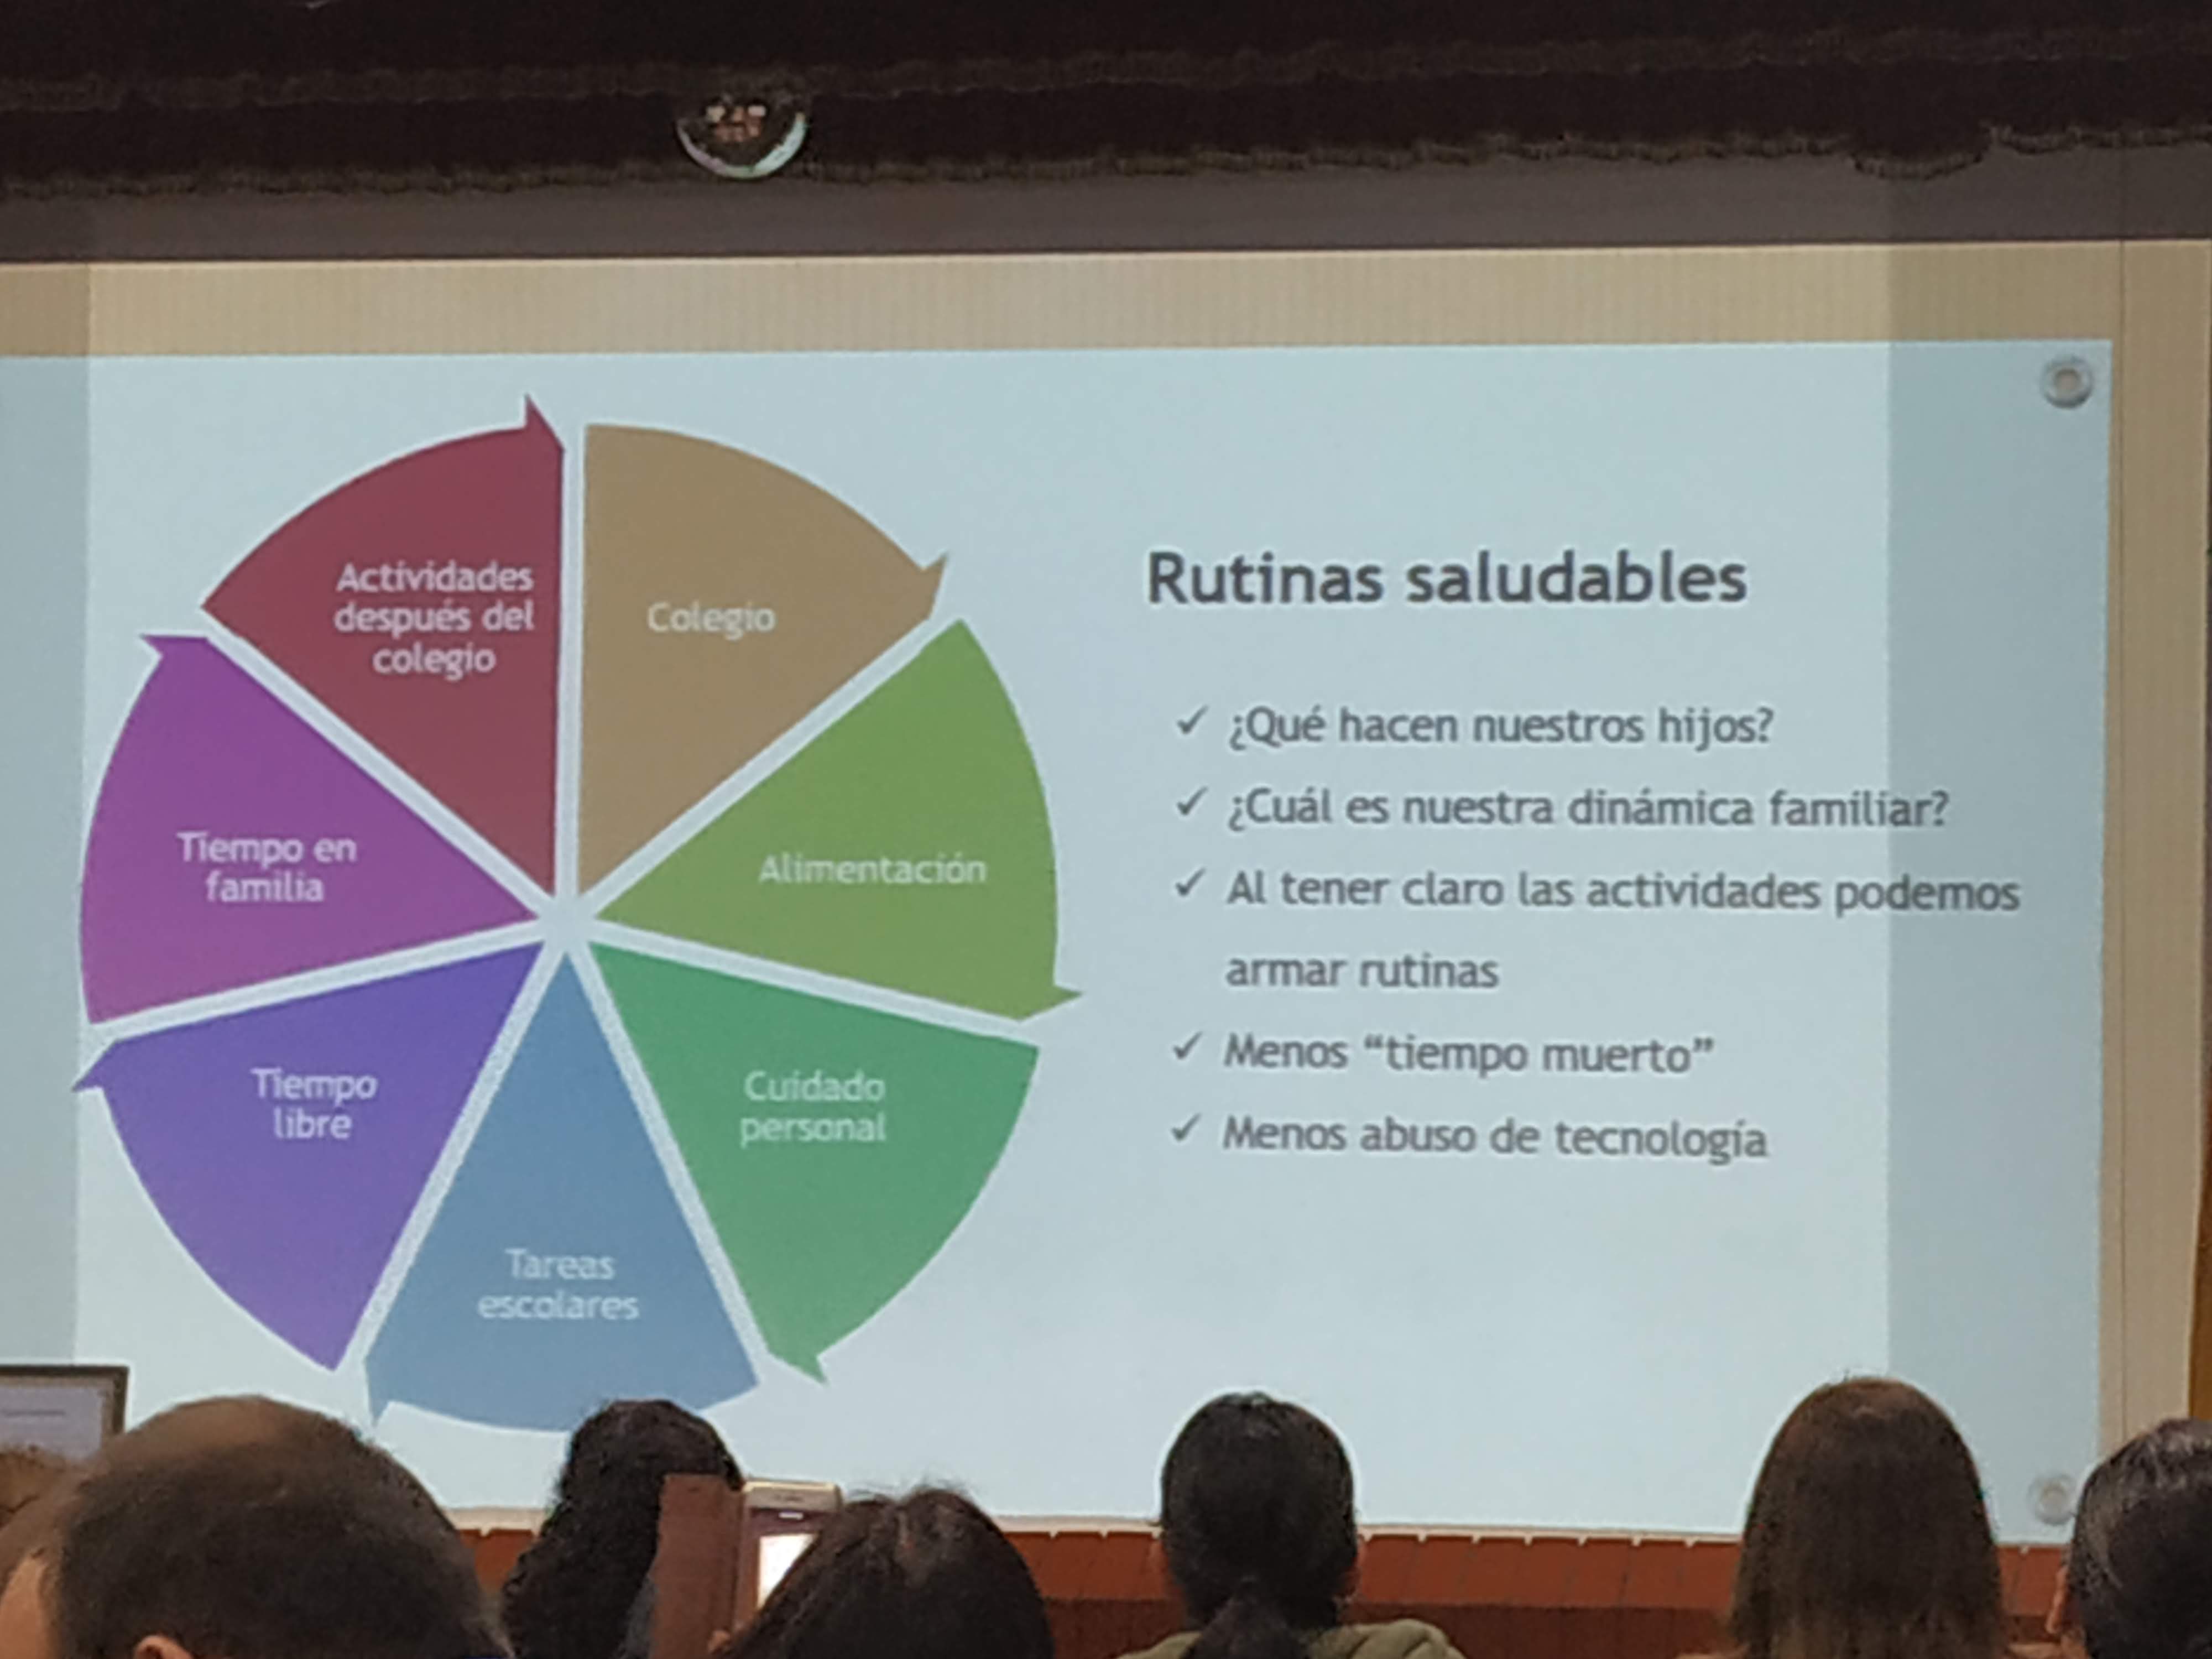 Actividades
después del
colegio
Colegio
Alimentación
Cuidado
personal
Tareas
escolares
Tiempo
libre
Tiempo en
familia
Rutinas saludables
✓ ¿Qué hacen nuestros hijos?
✓ ¿Cuál es nuestra dinámica familiar?
✓ Al tener claro las actividades podemos
armar rutinas
✓ Menos “tiempo muerto”
✓ Menos abuso de tecnología